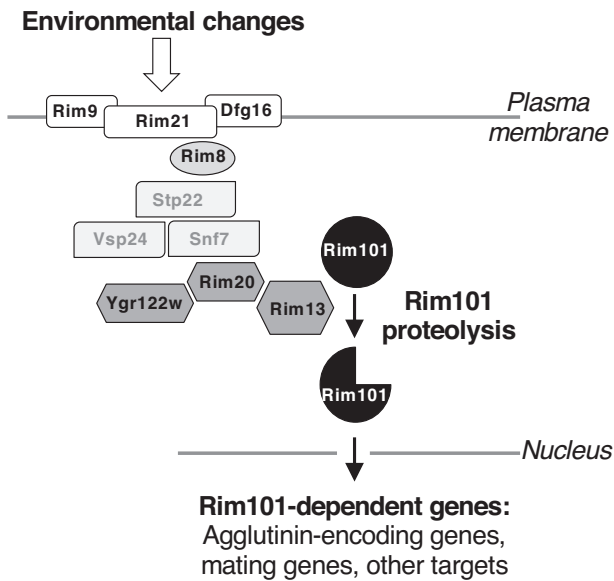 Environmental changes
Rim9
Rim21
Dfg16
Plasma
membrane
Rim8
Stp22
Vsp24
Snf7
Rim101
Rim20
Ygr122w
Rim13
Rim101
proteolysis
Rim101
Nucleus
Rim101-dependent genes:
Agglutinin-encoding genes,
mating genes, other targets